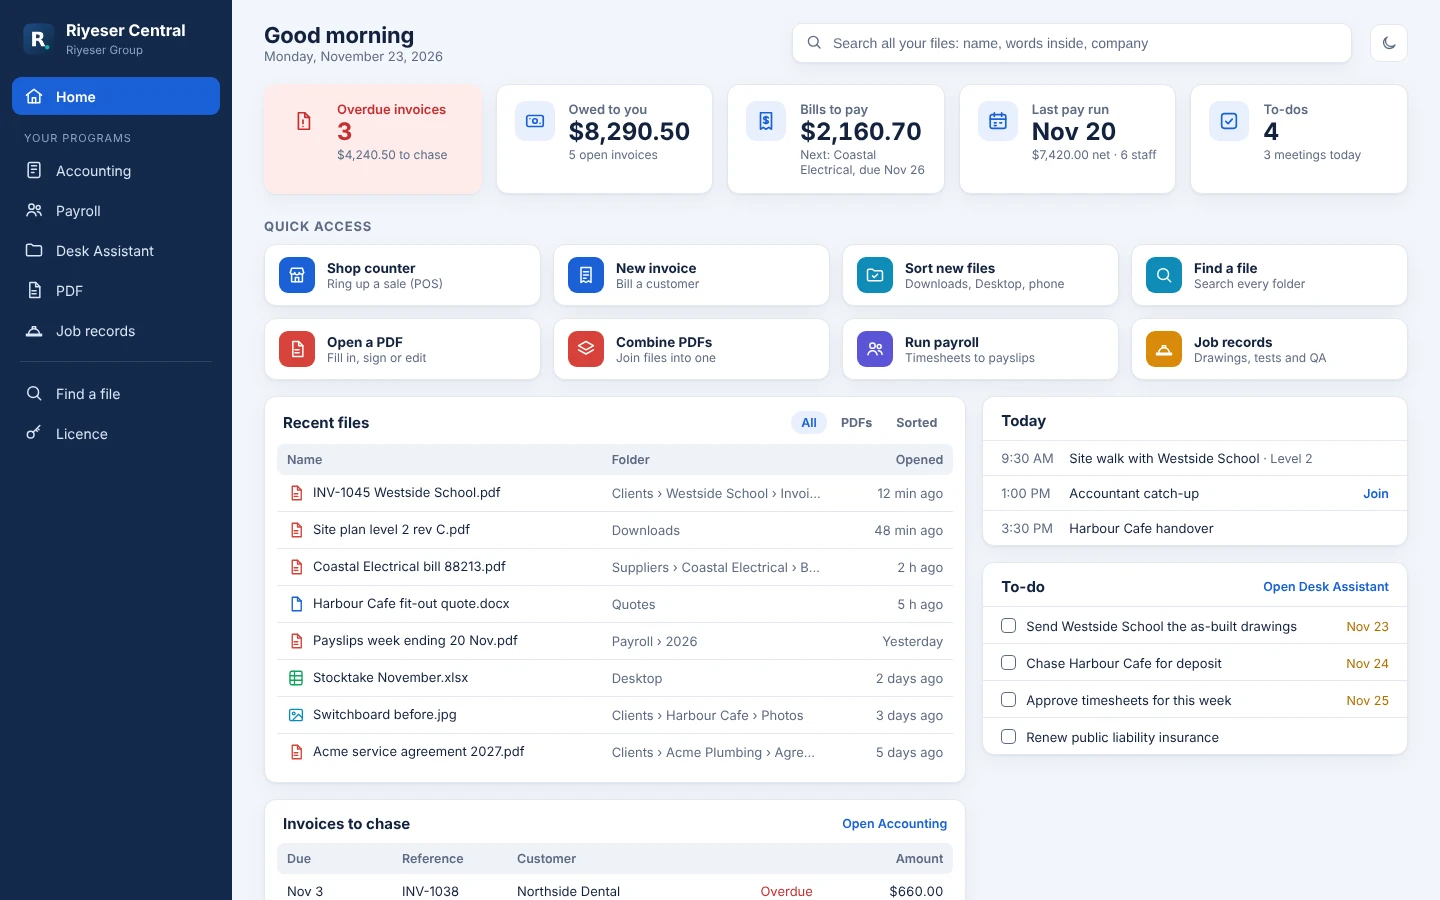 R.
Riyeser Central
Riyeser Group
Home
YOUR PROGRAMS
Accounting
Payroll
Desk Assistant
PDF
Job records
Find a file
Licence
Good morning
Monday, November 23, 2026
Search all your files: name, words inside, company
Overdue invoices
3
$4,240.50 to chase
Owed to you
$8,290.50
5 open invoices
Bills to pay
$2,160.70
Next: Coastal
Electrical, due Nov 26
Last pay run
Nov 20
$7,420.00 net · 6 staff
To-dos
4
3 meetings today
QUICK ACCESS
Shop counter
Ring up a sale (POS)
New invoice
Bill a customer
Sort new files
Downloads, Desktop, phone
Find a file
Search every folder
Open a PDF
Fill in, sign or edit
Combine PDFs
Join files into one
Run payroll
Timesheets to payslips
Job records
Drawings, tests and QA
Recent files All PDFs Sorted
Name Folder Opened
INV-1045 Westside School.pdf Clients › Westside School › Invoi... 12 min ago
Site plan level 2 rev C.pdf Downloads 48 min ago
Coastal Electrical bill 88213.pdf Suppliers › Coastal Electrical › B... 2 h ago
Harbour Cafe fit-out quote.docx Quotes 5 h ago
Payslips week ending 20 Nov.pdf Payroll › 2026 Yesterday
Stocktake November.xlsx Desktop 2 days ago
Switchboard before.jpg Clients › Harbour Cafe › Photos 3 days ago
Acme service agreement 2027.pdf Clients › Acme Plumbing › Agre... 5 days ago
Today
9:30 AM Site walk with Westside School · Level 2
1:00 PM Accountant catch-up Join
3:30 PM Harbour Cafe handover
To-do Open Desk Assistant
Send Westside School the as-built drawings Nov 23
Chase Harbour Cafe for deposit Nov 24
Approve timesheets for this week Nov 25
Renew public liability insurance
Invoices to chase Open Accounting
Due Reference Customer Amount
Nov 3 INV-1038 Northside Dental Overdue $660.00